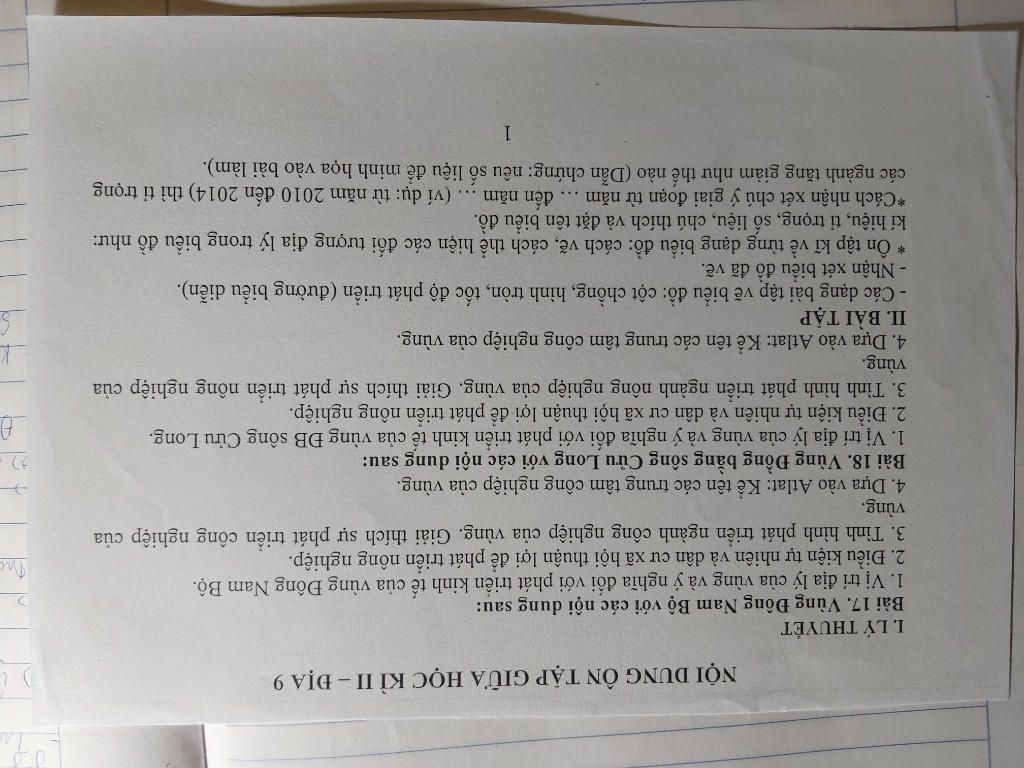 NỘI DUNG ÔN TẬP GIỮA HỌC KÌ II – ĐỊA 9
I. LÝ THUYẾT
Bài 17. Vùng Đông Nam Bộ với các nội dung sau:
1. Vị trí địa lý của vùng và ý nghĩa đối với phát triển kinh tế của vùng Đông Nam Bộ.
2. Điều kiện tự nhiên và dân cư xã hội thuận lợi để phát triển nông nghiệp.
3. Tình hình phát triển ngành công nghiệp của vùng. Giải thích sự phát triển công nghiệp của
vùng.
4. Dựa vào Atlat: Kể tên các trung tâm công nghiệp của vùng.
Bài 18. Vùng Đồng bằng sông Cửu Long với các nội dung sau:
1. Vị trí địa lý của vùng và ý nghĩa đối với phát triển kinh tế của vùng ĐB sông Cửu Long.
2. Điều kiện tự nhiên và dân cư xã hội thuận lợi để phát triển nông nghiệp.
3. Tình hình phát triển ngành nông nghiệp của vùng. Giải thích sự phát triển nông nghiệp của
vùng.
4. Dựa vào Atlat: Kể tên các trung tâm công nghiệp của vùng.
II. BÀI TẬP
- Các dạng bài tập vẽ biểu đồ: cột chồng, hình tròn, tốc độ phát triển (đường biểu diễn).
- Nhận xét biểu đồ đã vẽ.
* Ôn tập kĩ về từng dạng biểu đồ: cách vẽ, cách thể hiện các đối tượng địa lý trong biểu đồ như:
kí hiệu, tỉ trọng, số liệu, chú thích và đặt tên biểu đồ.
*Cách nhận xét chú ý giai đoạn từ năm … đến năm … (ví dụ: từ năm 2010 đến 2014) thì tỉ trọng
các ngành tăng giảm như thế nào (Dẫn chứng: nêu số liệu để minh họa vào bài làm).
1